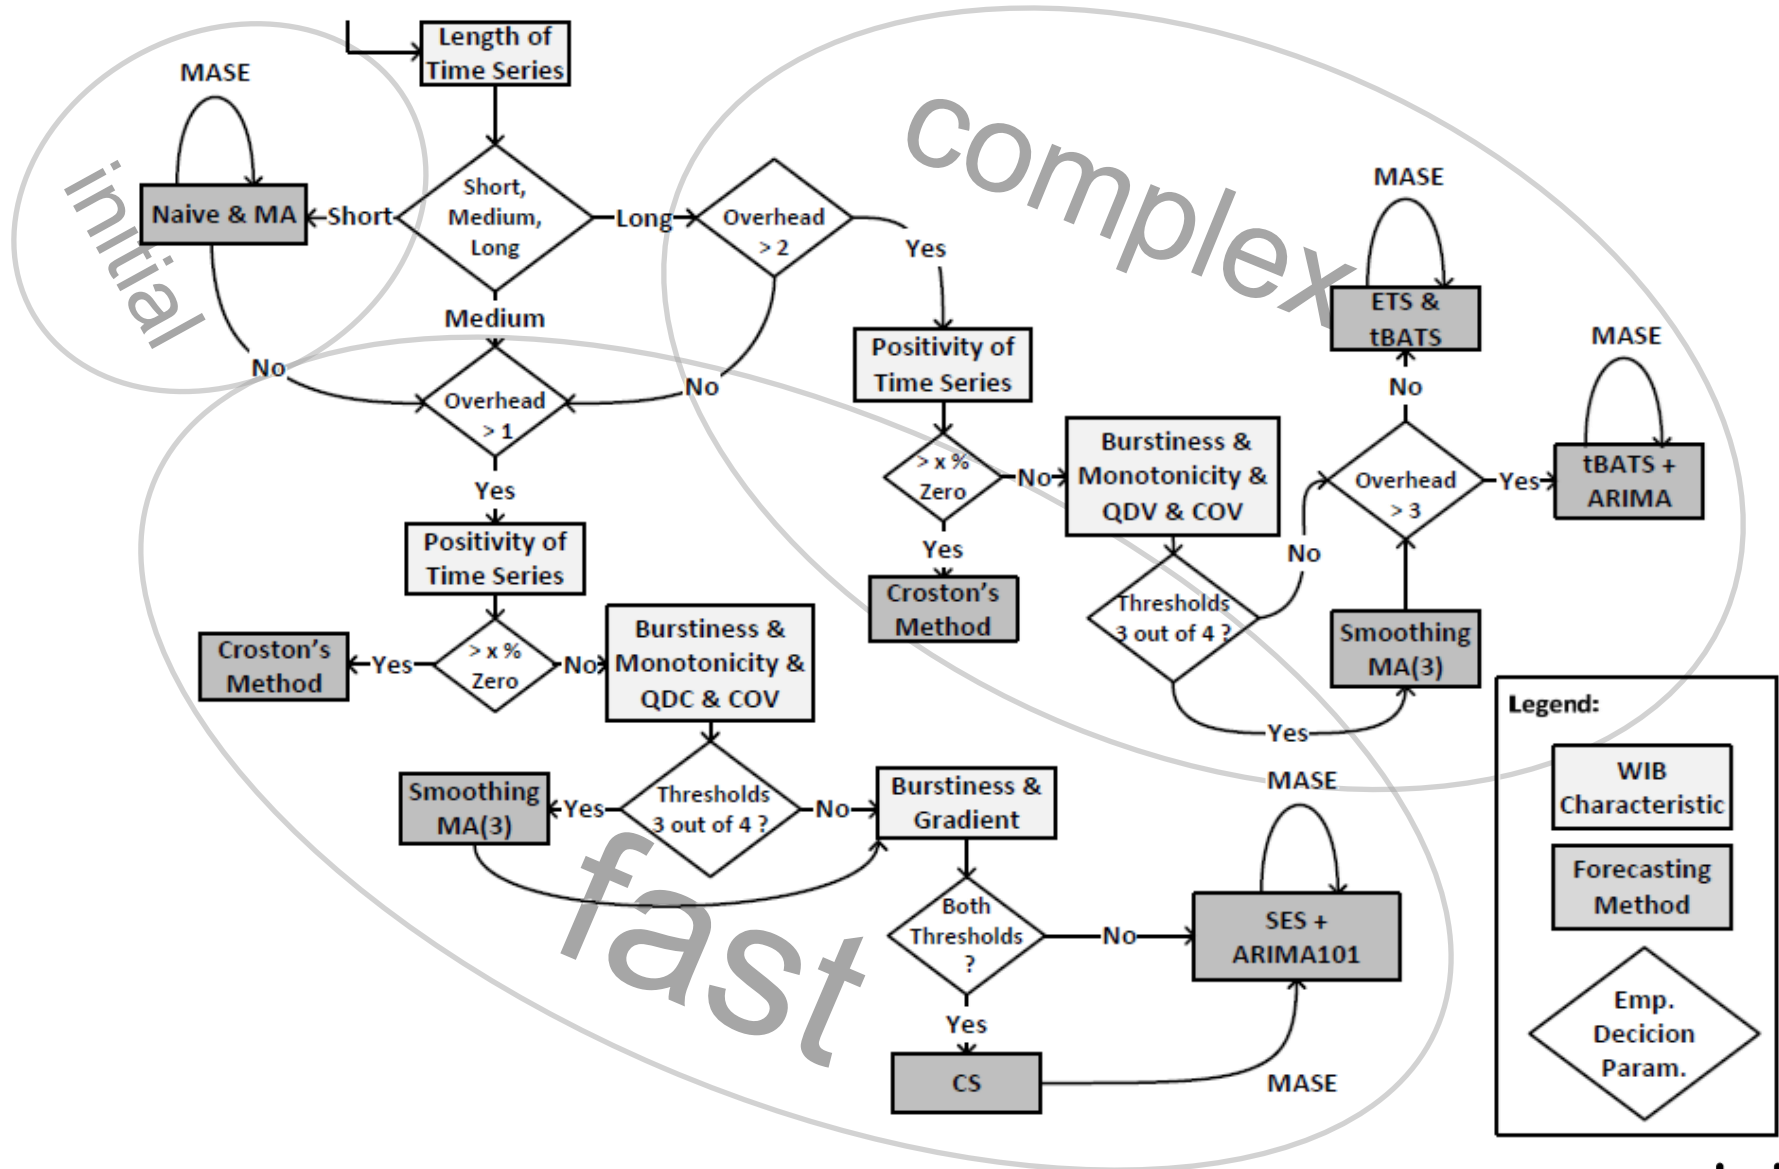 Length of
Time Series
MASE
complex
initial
Naive & MA
Short
Short,
Medium,
Long
Long
Overhead
> 2
Yes
MASE
ETS &
tBATS
Medium
No
No
Overhead
> 1
Positivity of
Time Series
No
MASE
Burstiness &
Monotonicity &
QDV & COV
> x %
Zero
No
Overhead
> 3
Yes
tBATS +
ARIMA
Yes
Yes
No
Positivity of
Time Series
Croston's
Method
Thresholds
3 out of 4 ?
Smoothing
MA(3)
Yes
Croston's
Method
Yes
> x %
Zero
No
Burstiness &
Monotonicity &
QDC & COV
Smoothing
MA(3)
Yes
Thresholds
3 out of 4 ?
No
Burstiness &
Gradient
MASE
fast
Both
Thresholds
?
No
SES +
ARIMA101
Yes
CS
MASE
Legend:
WIB
Characteristic
Forecasting
Method
Emp.
Decicion
Param.